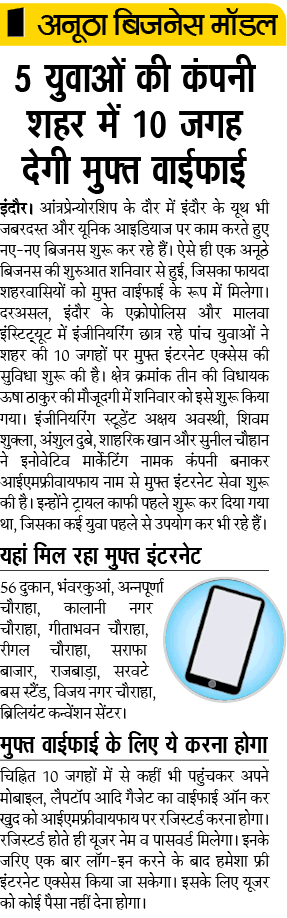 अनूठा बिजनेस मॉडल
5 युवाओं की कंपनी
शहर में 10 जगह
देगी मुफ्त वाईफाई
इंदौर। आंत्रप्रेन्योरशिप के दौर में इंदौर के यूथ भी
जबरदस्त और यूनिक आइडियाज पर काम करते हुए
नए-नए बिजनस शुरू कर रहे हैं। ऐसे ही एक अनूठे
बिजनस की शुरुआत शनिवार से हुई, जिसका फायदा
शहरवासियों को मुफ्त वाईफाई के रूप में मिलेगा।
दरअसल, इंदौर के एक्रोपोलिस और मालवा
इंस्टिट्यूट में इंजीनियरिंग छात्र रहे पांच युवाओं ने
शहर की 10 जगहों पर मुफ्त इंटरनेट एक्सेस की
सुविधा शुरू की है। क्षेत्र क्रमांक तीन की विधायक
ऊषा ठाकुर की मौजूदगी में शनिवार को इसे शुरू किया
गया। इंजीनियरिंग स्टूडेंट अक्षय अवस्थी, शिवम
शुक्ला, अंशुल दुबे, शाहरिक खान और सुनील चौहान
ने इनोवेटिव मार्केटिंग नामक कंपनी बनाकर
आईएमफ्रीवायफाय नाम से मुफ्त इंटरनेट सेवा शुरू
की है। इन्होंने ट्रायल काफी पहले शुरू कर दिया गया
था, जिसका कई युवा पहले से उपयोग कर भी रहे हैं।
यहां मिल रहा मुफ्त इंटरनेट
56 दुकान, भंवरकुआं, अन्नपूर्णा
चौराहा, कालानी नगर
चौराहा, गीताभवन चौराहा,
रीगल चौराहा, सराफा
बाजार, राजबाड़ा, सरवटे
बस स्टैंड, विजय नगर चौराहा,
ब्रिलियंट कन्वेंशन सेंटर।
मुफ्त वाईफाई के लिए ये करना होगा
चिह्नित 10 जगहों में से कहीं भी पहुंचकर अपने
मोबाइल, लैपटॉप आदि गैजेट का वाईफाई ऑन कर
खुद को आईएमफ्रीवायफाय पर रजिस्टर्ड करना होगा।
रजिस्टर्ड होते ही यूजर नेम व पासवर्ड मिलेगा। इनके
जरिए एक बार लॉग-इन करने के बाद हमेशा फ्री
इंटरनेट एक्सेस किया जा सकेगा। इसके लिए यूजर
को कोई पैसा नहीं देना होगा।